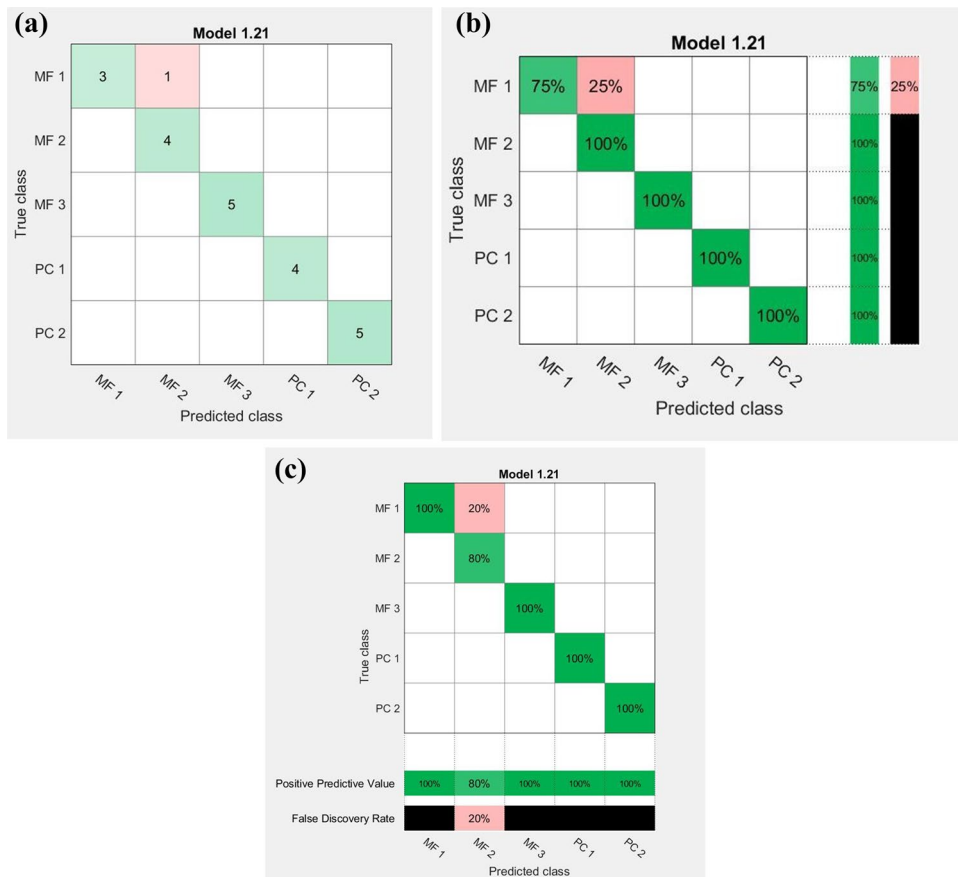 (a)
Model 1.21
True class
MF 1
3
1
MF 2
4
MF 3
5
PC 1
4
PC 2
5
MF 1
MF 2
MF 3
PC 1
PC 2
Predicted class
(b)
Model 1.21
True class
MF 1
75%
25%
75%
25%
MF 2
100%
100%
MF 3
100%
100%
PC 1
100%
100%
PC 2
100%
100%
MF 1
MF 2
MF 3
PC 1
PC 2
Predicted class
(c)
Model 1.21
True class
MF 1
100%
20%
MF 2
80%
MF 3
100%
PC 1
100%
PC 2
100%
Positive Predictive Value
100%
80%
100%
100%
100%
False Discovery Rate
20%
MF 1
MF 2
MF 3
PC 1
PC 2
Predicted class